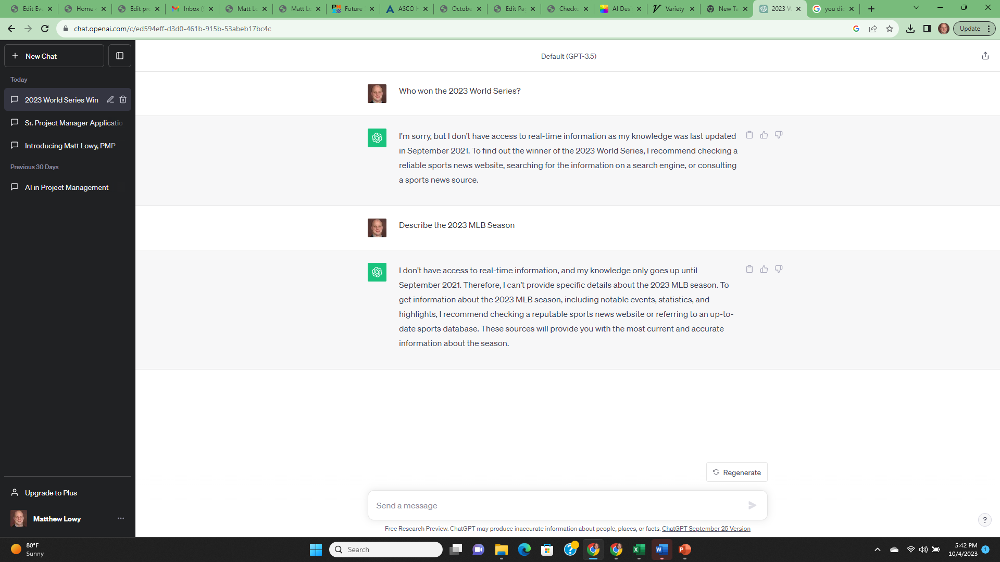 Edit Eve
Home
Edit pro
Inbox (
Matt Lo
Matt Lo
Future
ASCO H
Octobe
Edit Pag
Checko
AI Desi
Variety
New Ta
2023 W
you dic
chat.openai.com/c/ed594eff-d3d0-461b-915b-53abeb17bc4c
Update
New Chat
Today
2023 World Series Win
Sr. Project Manager Applicatio
Introducing Matt Lowy, PMP
Previous 30 Days
AI in Project Management
Upgrade to Plus
Matthew Lowy
Default (GPT-3.5)
Who won the 2023 World Series?
I'm sorry, but I don't have access to real-time information as my knowledge was last updated
in September 2021. To find out the winner of the 2023 World Series, I recommend checking a
reliable sports news website, searching for the information on a search engine, or consulting
a sports news source.
Describe the 2023 MLB Season
I don't have access to real-time information, and my knowledge only goes up until
September 2021. Therefore, I can't provide specific details about the 2023 MLB season. To
get information about the 2023 MLB season, including notable events, statistics, and
highlights, I recommend checking a reputable sports news website or referring to an up-to-
date sports database. These sources will provide you with the most current and accurate
information about the season.
Regenerate
Send a message
Free Research Preview. ChatGPT may produce inaccurate information about people, places, or facts. ChatGPT September 25 Version
?
80°F
Sunny
Search
5:42 PM
10/4/2023
1